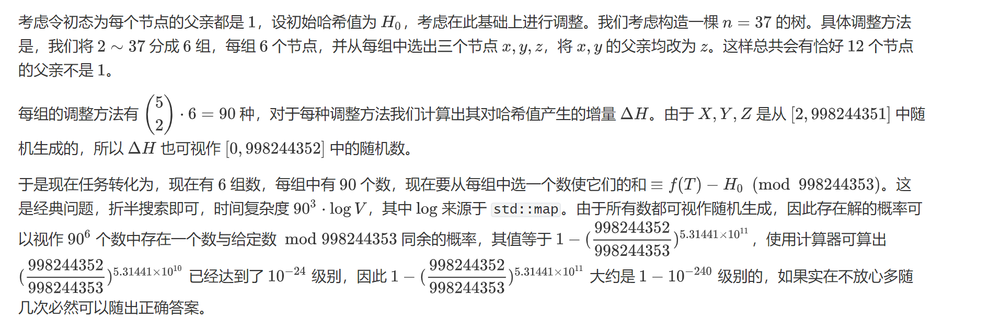 考虑令初态为每个节点的父亲都是 1，设初始哈希值为 $H_0$，考虑在此基础上进行调整。我们考虑构造一棵 $n = 37$ 的树。具体调整方法
是，我们将 $2 \sim 37$ 分成 6 组，每组 6 个节点，并从每组中选出三个节点 $x, y, z$，将 $x, y$ 的父亲均改为 $z$。这样总共会有恰好 12 个节点
的父亲不是 1。
每组的调整方法有 $\binom{5}{2} \cdot 6 = 90$ 种，对于每种调整方法我们计算出其对哈希值产生的增量 $\Delta H$。由于 $X, Y, Z$ 是从 $[2, 998244351]$ 中随
机生成的，所以 $\Delta H$ 也可视作 $[0, 998244352]$ 中的随机数。
于是现在任务转化为，现在有 6 组数，每组中有 90 个数，现在要从每组中选一个数使它们的和 $\equiv f(T) - H_0 \pmod{998244353}$。这
是经典问题，折半搜索即可，时间复杂度 $90^3 \cdot \log V$，其中 $\log$ 来源于 std::map。由于所有数都可视作随机生成，因此存在解的概率可
以视作 $90^6$ 个数中存在一个数与给定数 $\bmod 998244353$ 同余的概率，其值等于 $1 - (\frac{998244352}{998244353})^{5.31441 \times 10^{11}}$，使用计算器可算出
$(\frac{998244352}{998244353})^{5.31441 \times 10^{10}}$ 已经达到了 $10^{-24}$ 级别，因此 $1 - (\frac{998244352}{998244353})^{5.31441 \times 10^{11}}$ 大约是 $1 - 10^{-240}$ 级别的，如果实在不放心多随
几次必然可以随出正确答案。